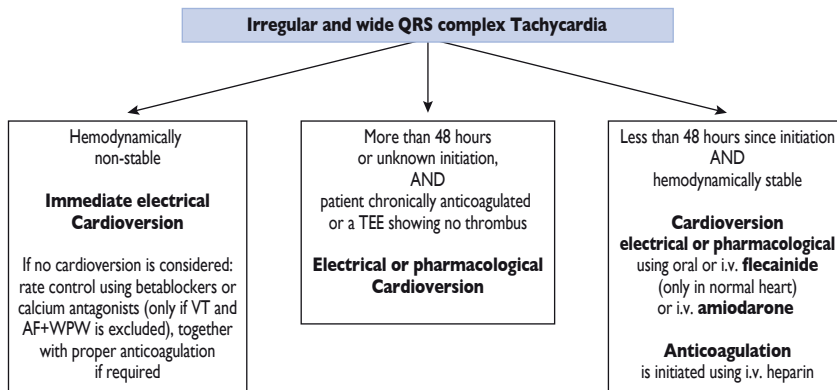 Irregular and wide QRS complex Tachycardia
Hemodynamically
non-stable
Immediate electrical
Cardioversion
If no cardioversion is considered:
rate control using betablockers or
calcium antagonists (only if VT and
AF+WPW is excluded), together
with proper anticoagulation
if required
More than 48 hours
or unknown initiation,
AND
patient chronically anticoagulated
or a TEE showing no thrombus
Electrical or pharmacological
Cardioversion
Less than 48 hours since initiation
AND
hemodynamically stable
Cardioversion
electrical or pharmacological
using oral or i.v. flecainide
(only in normal heart)
or i.v. amiodarone
Anticoagulation
is initiated using i.v. heparin